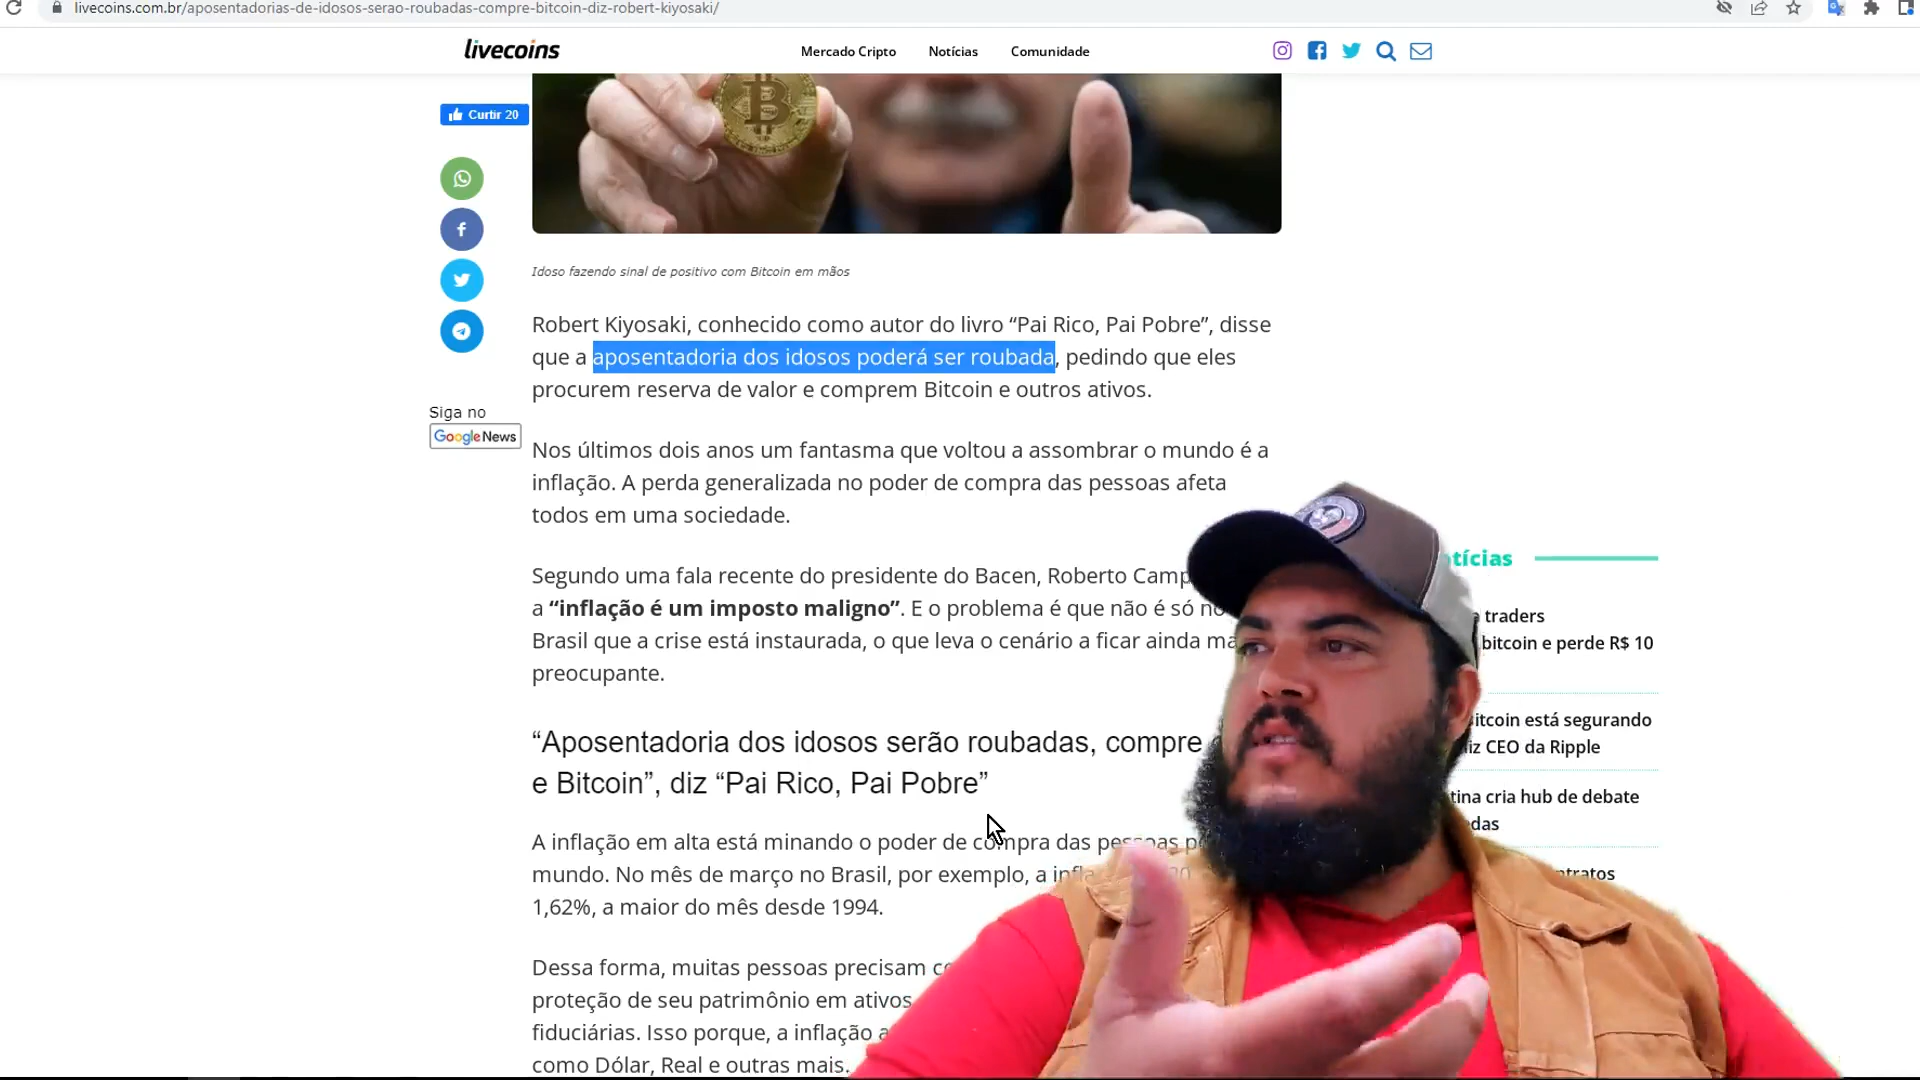 livecoins.com.br/aposentadorias-de-idosos-serao-roubadas-compre-bitcoin-diz-robert-kiyosaki/
livecoins
Mercado Cripto
Notícias
Comunidade
Curtir 20
Idoso fazendo sinal de positivo com Bitcoin em mãos
Robert Kiyosaki, conhecido como autor do livro “Pai Rico, Pai Pobre”, disse
que a aposentadoria dos idosos poderá ser roubada, pedindo que eles
procurem reserva de valor e comprem Bitcoin e outros ativos.
Siga no
Google News
Nos últimos dois anos um fantasma que voltou a assombrar o mundo é a
inflação. A perda generalizada no poder de compra das pessoas afeta
todos em uma sociedade.
Segundo uma fala recente do presidente do Bacen, Roberto Camp
a “inflação é um imposto maligno”. E o problema é que não é só no
Brasil que a crise está instaurada, o que leva o cenário a ficar ainda ma
preocupante.
“Aposentadoria dos idosos serão roubadas, compre
e Bitcoin”, diz “Pai Rico, Pai Pobre”
A inflação em alta está minando o poder de compra das pessoas p
mundo. No mês de março no Brasil, por exemplo, a infla
1,62%, a maior do mês desde 1994.
Dessa forma, muitas pessoas precisam
proteção de seu patrimônio em ativos
fiduciárias. Isso porque, a inflação a
como Dólar, Real e outras mais.
tícias
traders
bitcoin e perde R$ 10
itcoin está segurando
iz CEO da Ripple
tina cria hub de debate
edas
ntratos